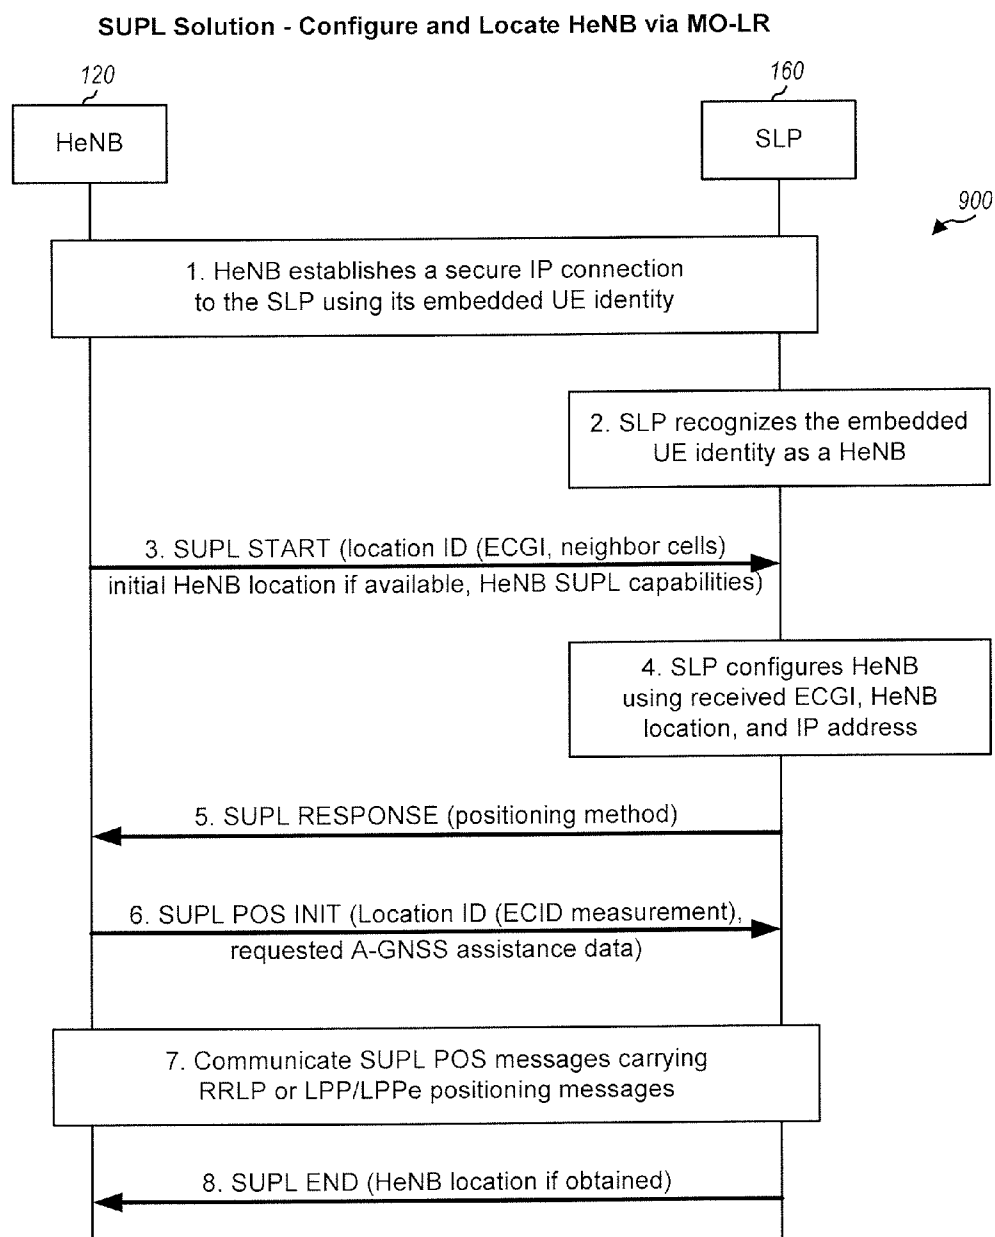 SUPL Solution - Configure and Locate HeNB via MO-LR
120
160
HeNB
SLP
900
1. HeNB establishes a secure IP connection
to the SLP using its embedded UE identity
2. SLP recognizes the embedded
UE identity as a HeNB
3. SUPL START (location ID (ECGI, neighbor cells)
initial HeNB location if available, HeNB SUPL capabilities)
4. SLP configures HeNB
using received ECGI, HeNB
location, and IP address
5. SUPL RESPONSE (positioning method)
6. SUPL POS INIT (Location ID (ECID measurement),
requested A-GNSS assistance data)
7. Communicate SUPL POS messages carrying
RRLP or LPP/LPPe positioning messages
8. SUPL END (HeNB location if obtained)